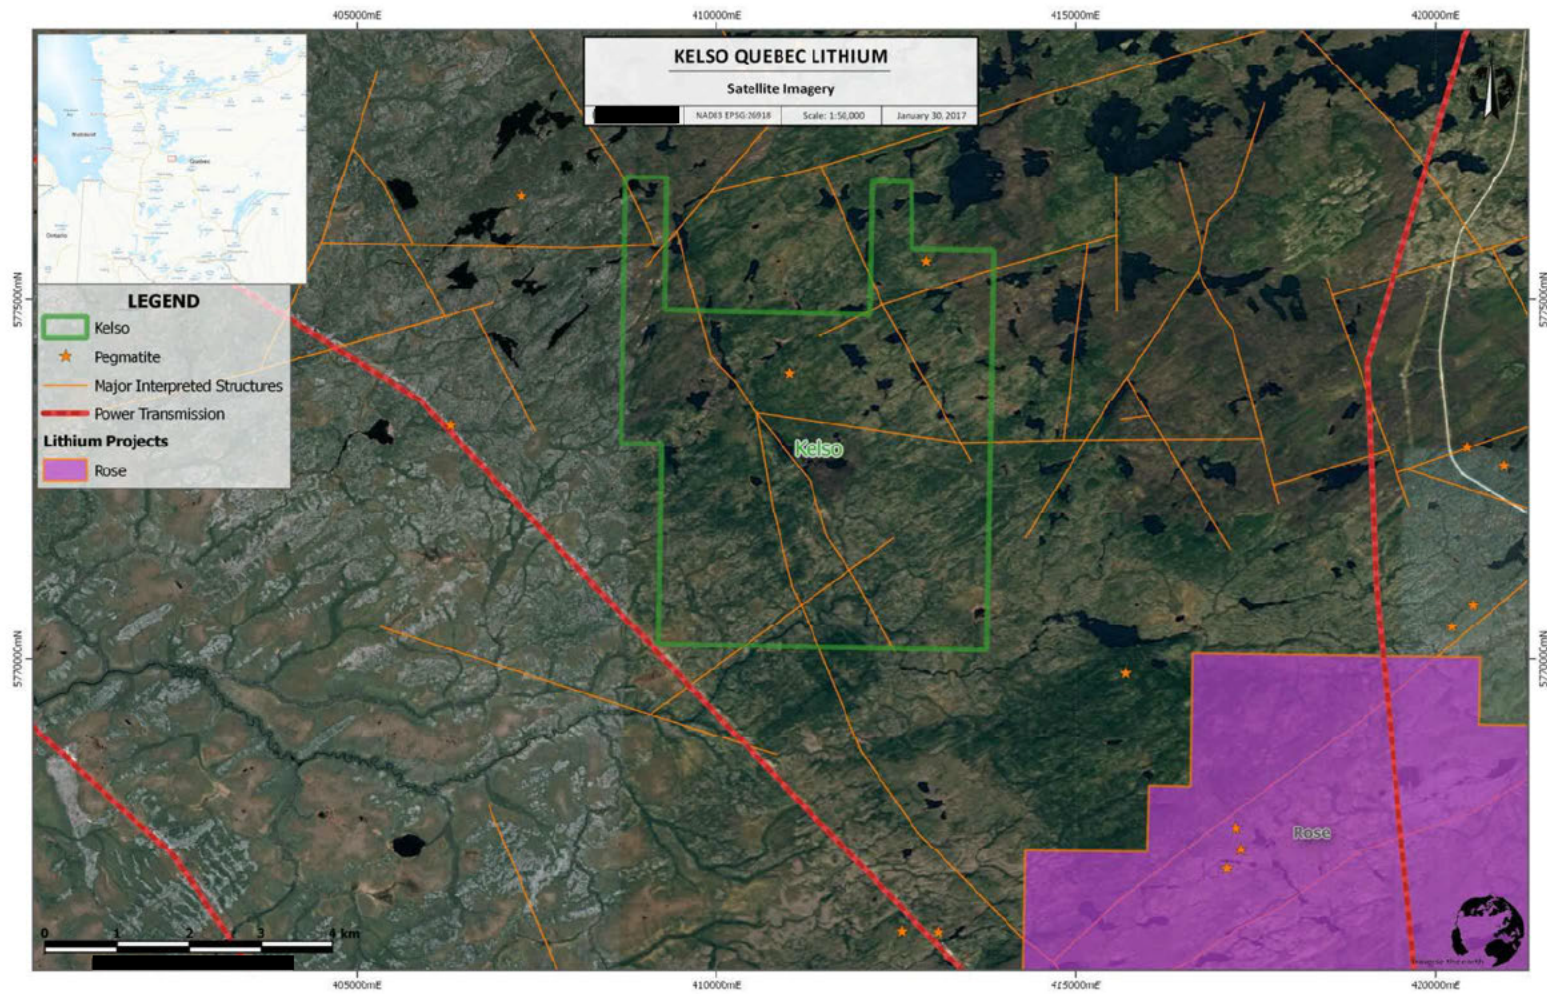 405000mE 410000mE 415000mE 420000mE
KELSO QUEBEC LITHIUM
Satellite Imagery
NAD83 EPSG:26918 Scale: 1:50,000 January 30, 2017
Quebec
Ontario
5775000mN
5775000mN
LEGEND
Kelso
Pegmatite
Major Interpreted Structures
Power Transmission
Lithium Projects
Rose
Kelso
5770000mN
5770000mN
Rose
0 1 2 3 4 km
405000mE 410000mE 415000mE 420000mE